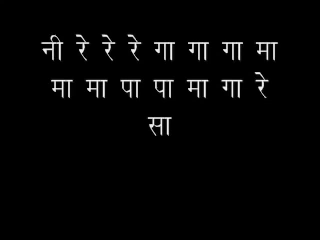 नी रे रे रे गा गा गा मा
मा मा पा पा मा गा रे
सा